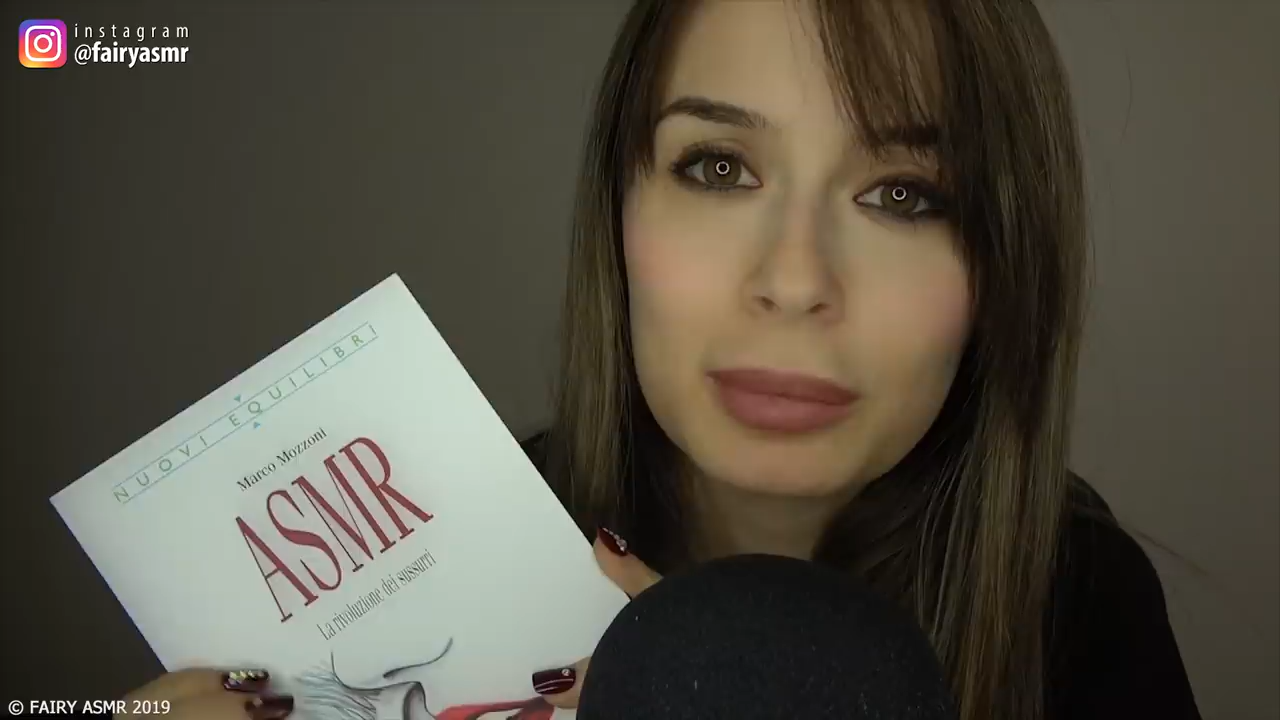 instagram
@fairyasmr
NUOVI EQUILIBRI
Marco Mozzoni
ASMR
La rivoluzione dei sussurri
© FAIRY ASMR 2019